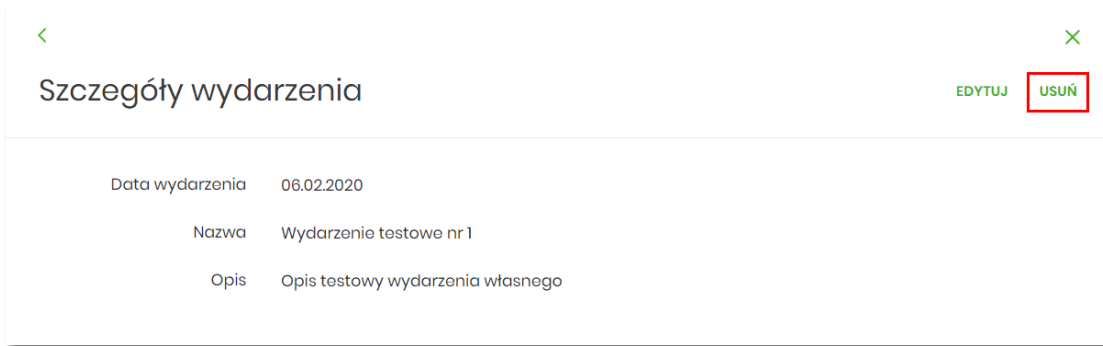 Szczegóły wydarzenia
EDYTUJ USUŃ
Data wydarzenia 06.02.2020
Nazwa Wydarzenie testowe nr 1
Opis Opis testowy wydarzenia własnego